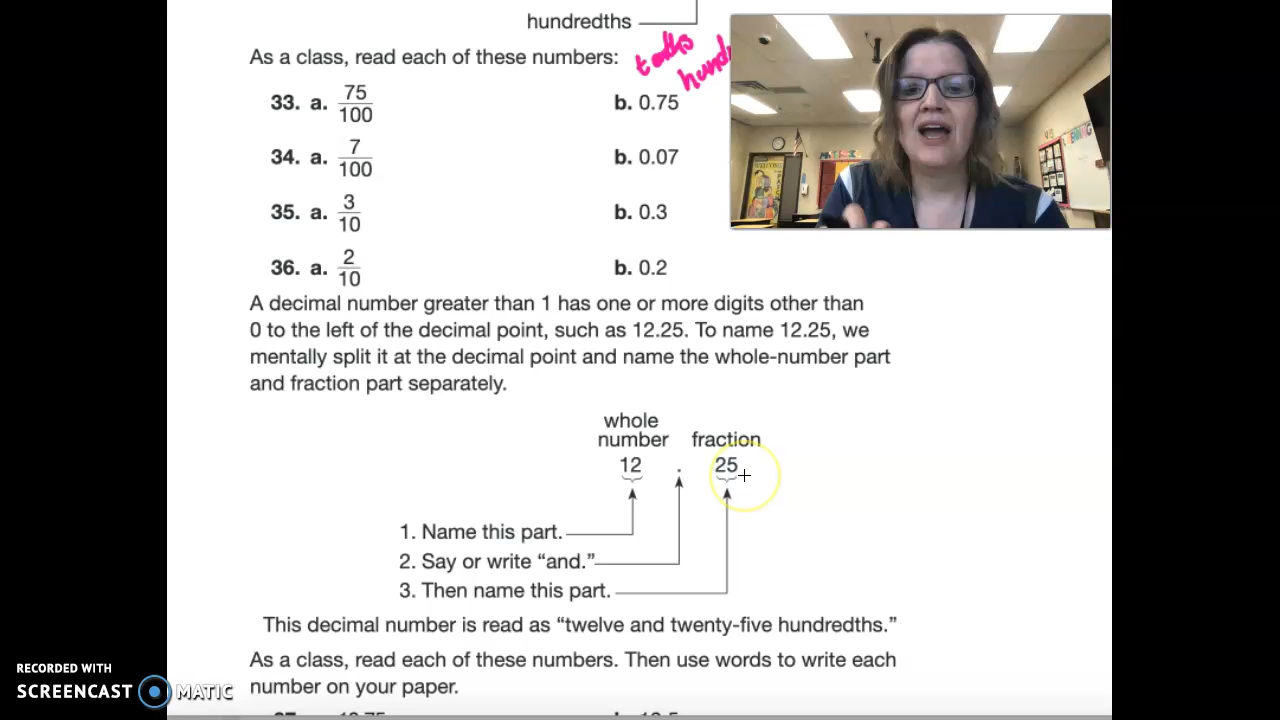 hundredths
As a class, read each of these numbers:
33. a. 75/100 b. 0.75
34. a. 7/100 b. 0.07
35. a. 3/10 b. 0.3
36. a. 2/10 b. 0.2
A decimal number greater than 1 has one or more digits other than
0 to the left of the decimal point, such as 12.25. To name 12.25, we
mentally split it at the decimal point and name the whole-number part
and fraction part separately.
whole
number fraction
12 . 25
1. Name this part.
2. Say or write “and.”
3. Then name this part.
This decimal number is read as “twelve and twenty-five hundredths.”
As a class, read each of these numbers. Then use words to write each
number on your paper.
WELCOME
RECORDED WITH
SCREENCAST MATIC